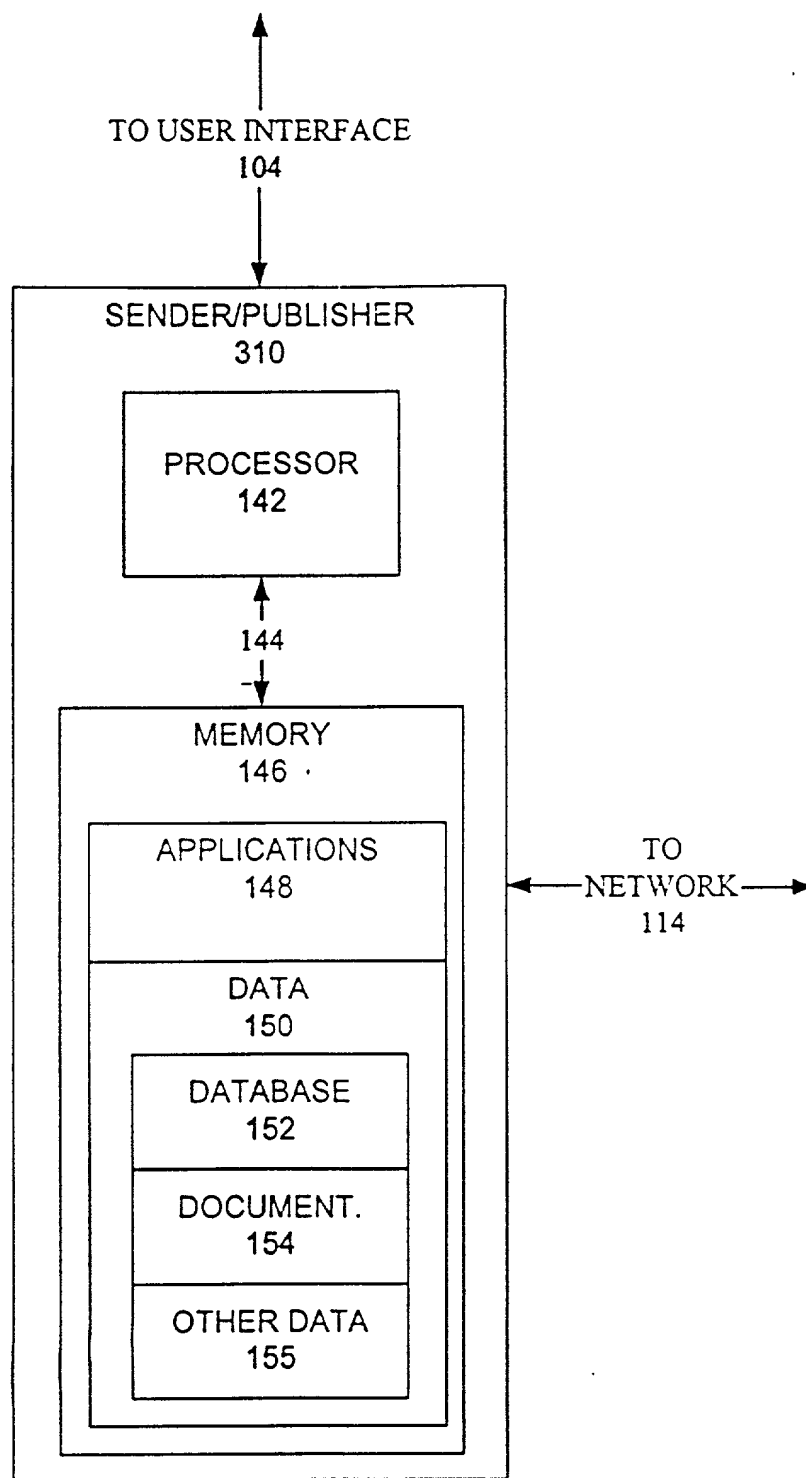 TO USER INTERFACE
104
SENDER/PUBLISHER
310
PROCESSOR
142
144
MEMORY
146
APPLICATIONS
148
TO
NETWORK
114
DATA
150
DATABASE
152
DOCUMENT.
154
OTHER DATA
155